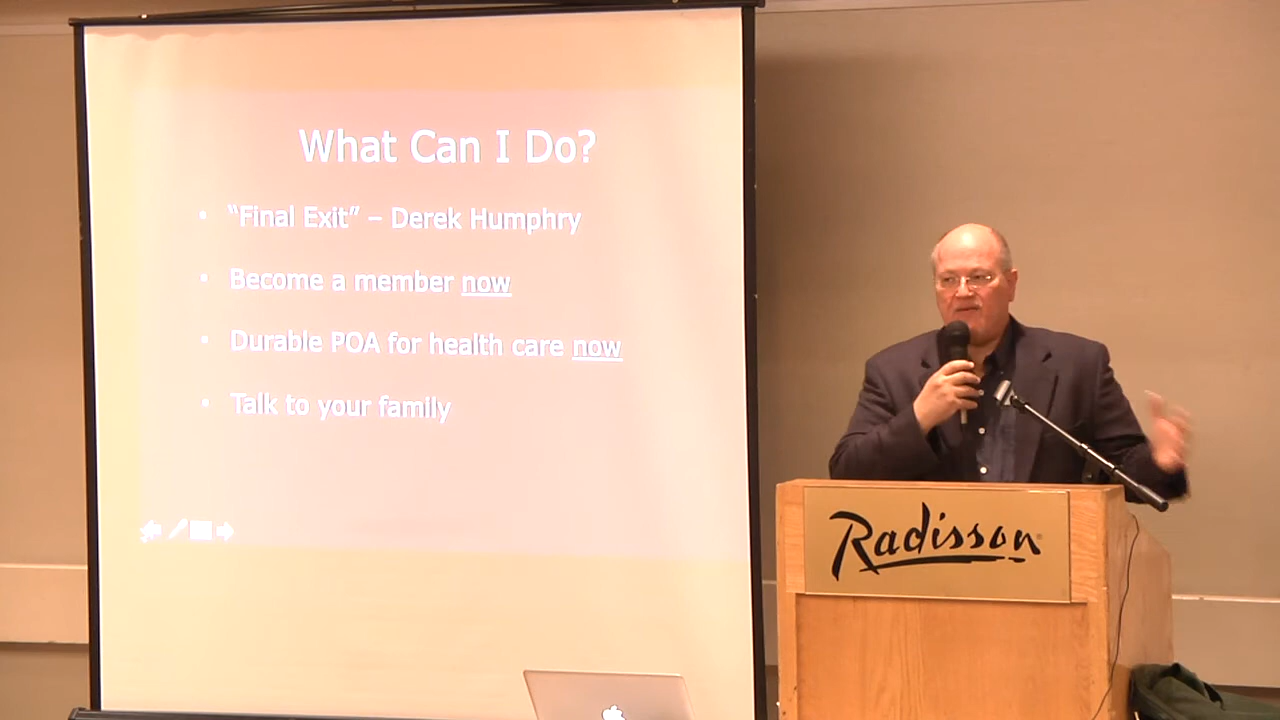 What Can I Do?
• “Final Exit” – Derek Humphry
• Become a member now
• Durable POA for health care now
• Talk to your family
Radisson